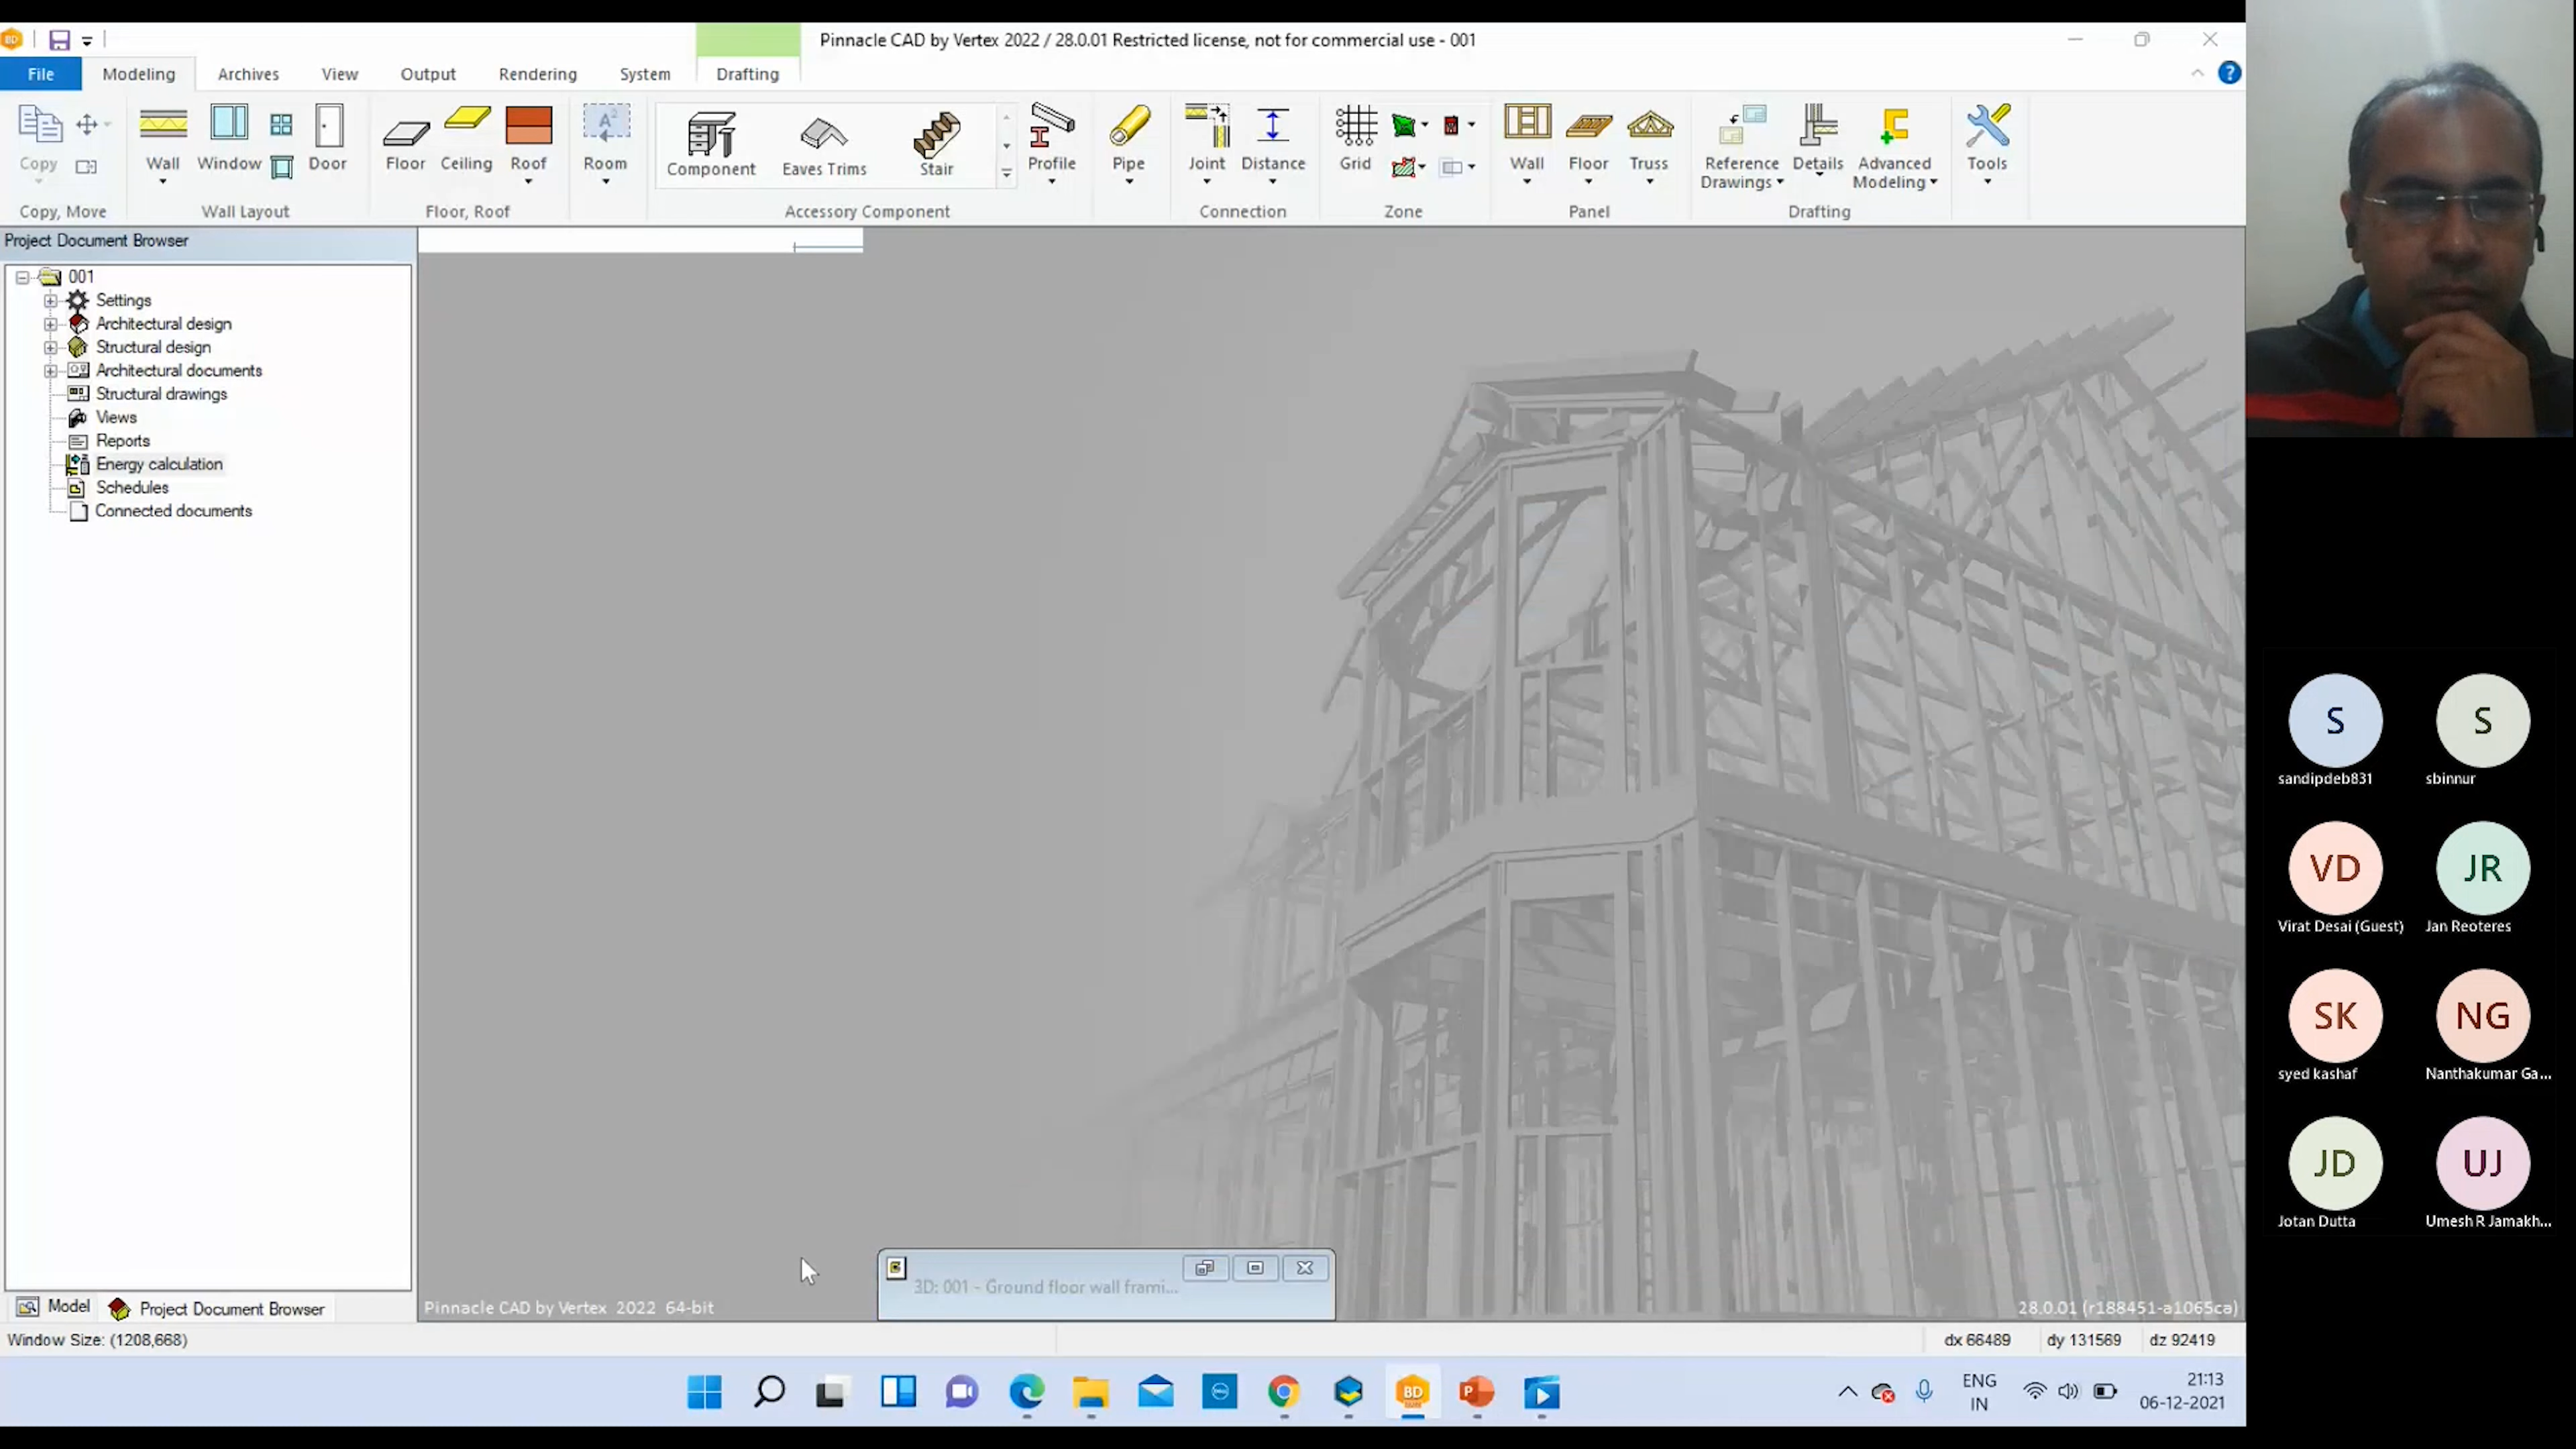 BD
Pinnacle CAD by Vertex 2022 / 28.0.01 Restricted license, not for commercial use - 001
File Modeling Archives View Output Rendering System Drafting
?
Copy Wall Window Door Floor Ceiling Roof Room Component Eaves Trims Stair Profile Pipe Joint Distance Grid Wall Floor Truss Reference Drawings Details Advanced Modeling Tools
Copy, Move Wall Layout Floor, Roof Accessory Component Connection Zone Panel Drafting
Project Document Browser
001
Settings
Architectural design
Structural design
Architectural documents
Structural drawings
Views
Reports
Energy calculation
Schedules
Connected documents
3D: 001 - Ground floor wall frami...
Model Project Document Browser
Pinnacle CAD by Vertex 2022 64-bit
28.0.01 (r188451-a1065ca)
Window Size: (1208,668)
dx 66489 dy 131569 dz 92419
BD
P
ENG
IN
21:13
06-12-2021
S S
sandipdeb831 sbinnur
VD JR
Virat Desai (Guest) Jan Reoteres
SK NG
syed kashaf Nanthakumar Ga...
JD UJ
Jotan Dutta Umesh R Jamakh...